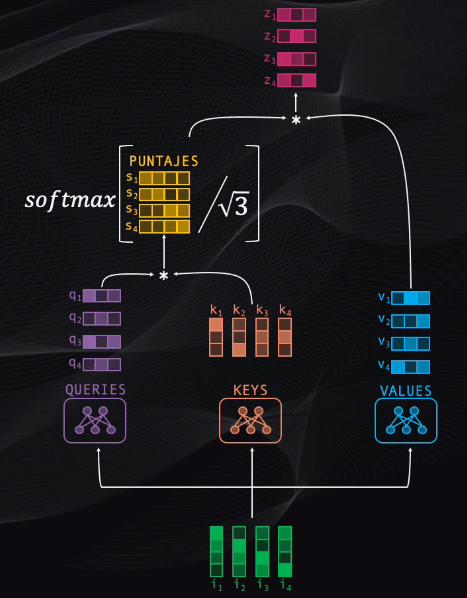 z₁
z₂
z₃
z₄
*
PUNTAJES
softmax
s₁
s₂
s₃
s₄
/√3
*
q₁
q₂
q₃
q₄
k₁ k₂ k₃ k₄
v₁
v₂
v₃
v₄
QUERIES KEYS VALUES
i₁ i₂ i₃ i₄